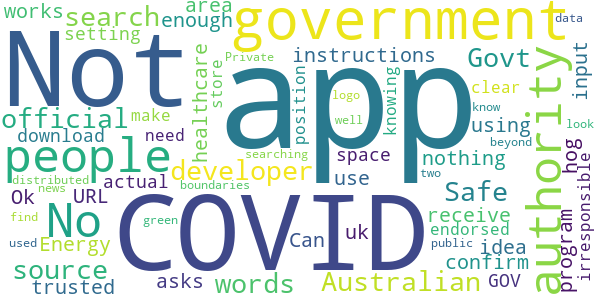 works
search
enough
area
setting
government
data
Not
app
healthcare
store
Private
position
instructions
logo
well
knowing
Govt
clear
input
official
make
download
need
using
know
beyond
look
people
developer
space
nothing
searching
two
authority
hog
distributed
actual
boundaries
use
Safe
Ok
URL
news
find
green
No
COVID
Can
uk
receive
endorsed
idea
public
used
Energy
confirm
source
asks
words
Australian
GOV
trusted
program
irresponsible